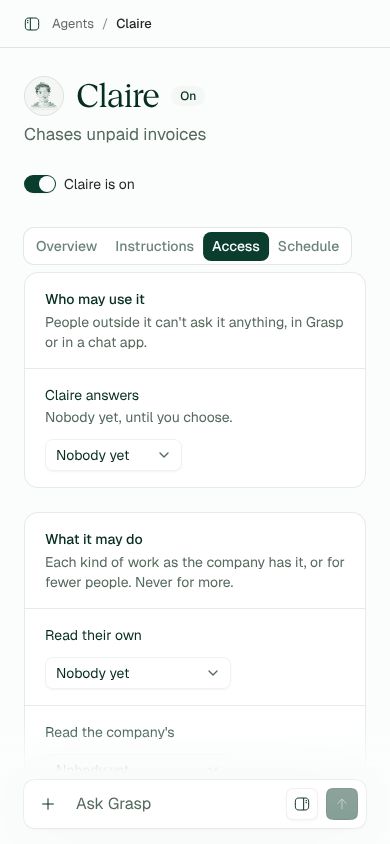 Agents / Claire
Claire On
Chases unpaid invoices
Claire is on
Overview Instructions Access Schedule
Who may use it
People outside it can't ask it anything, in Grasp
or in a chat app.
Claire answers
Nobody yet, until you choose.
Nobody yet
What it may do
Each kind of work as the company has it, or for
fewer people. Never for more.
Read their own
Nobody yet
Read the company's
Nobody yet
Ask Grasp